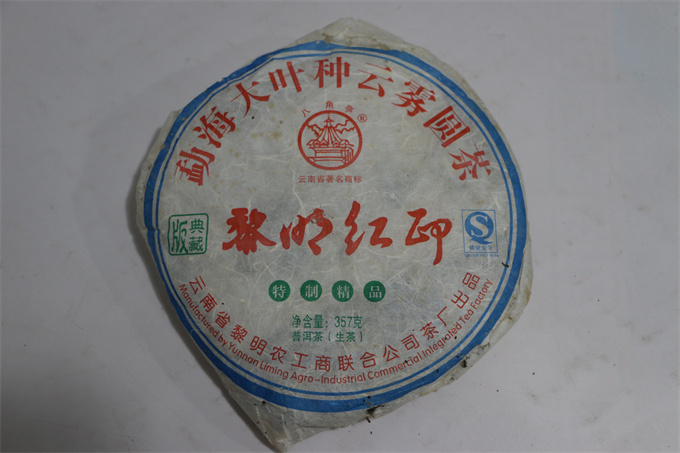 勐海大叶种云雾圆茶
八角亭
®
云南省著名商标
典藏版
黎明红印
特制精品
净含量:357克
普洱茶(生茶)
云南省黎明农工商联合公司茶厂出品
Manufactured by Yunnan Liming Agro-Industrial Commercial Integrated Tea Factory